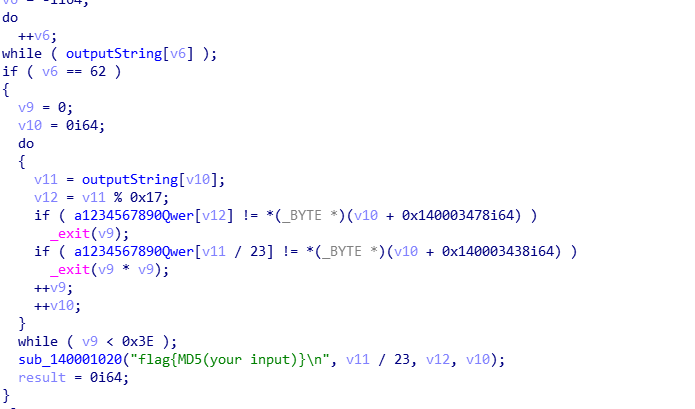 do
++v6;
while ( outputString[v6] );
if ( v6 == 62 )
{
v9 = 0;
v10 = 0i64;
do
{
v11 = outputString[v10];
v12 = v11 % 0x17;
if ( a1234567890Qwer[v12] != *(_BYTE *)(v10 + 0x140003478i64) )
_exit(v9);
if ( a1234567890Qwer[v11 / 23] != *(_BYTE *)(v10 + 0x140003438i64) )
_exit(v9 * v9);
++v9;
++v10;
}
while ( v9 < 0x3E );
sub_140001020("flag{MD5(your input)}\n", v11 / 23, v12, v10);
result = 0i64;
}